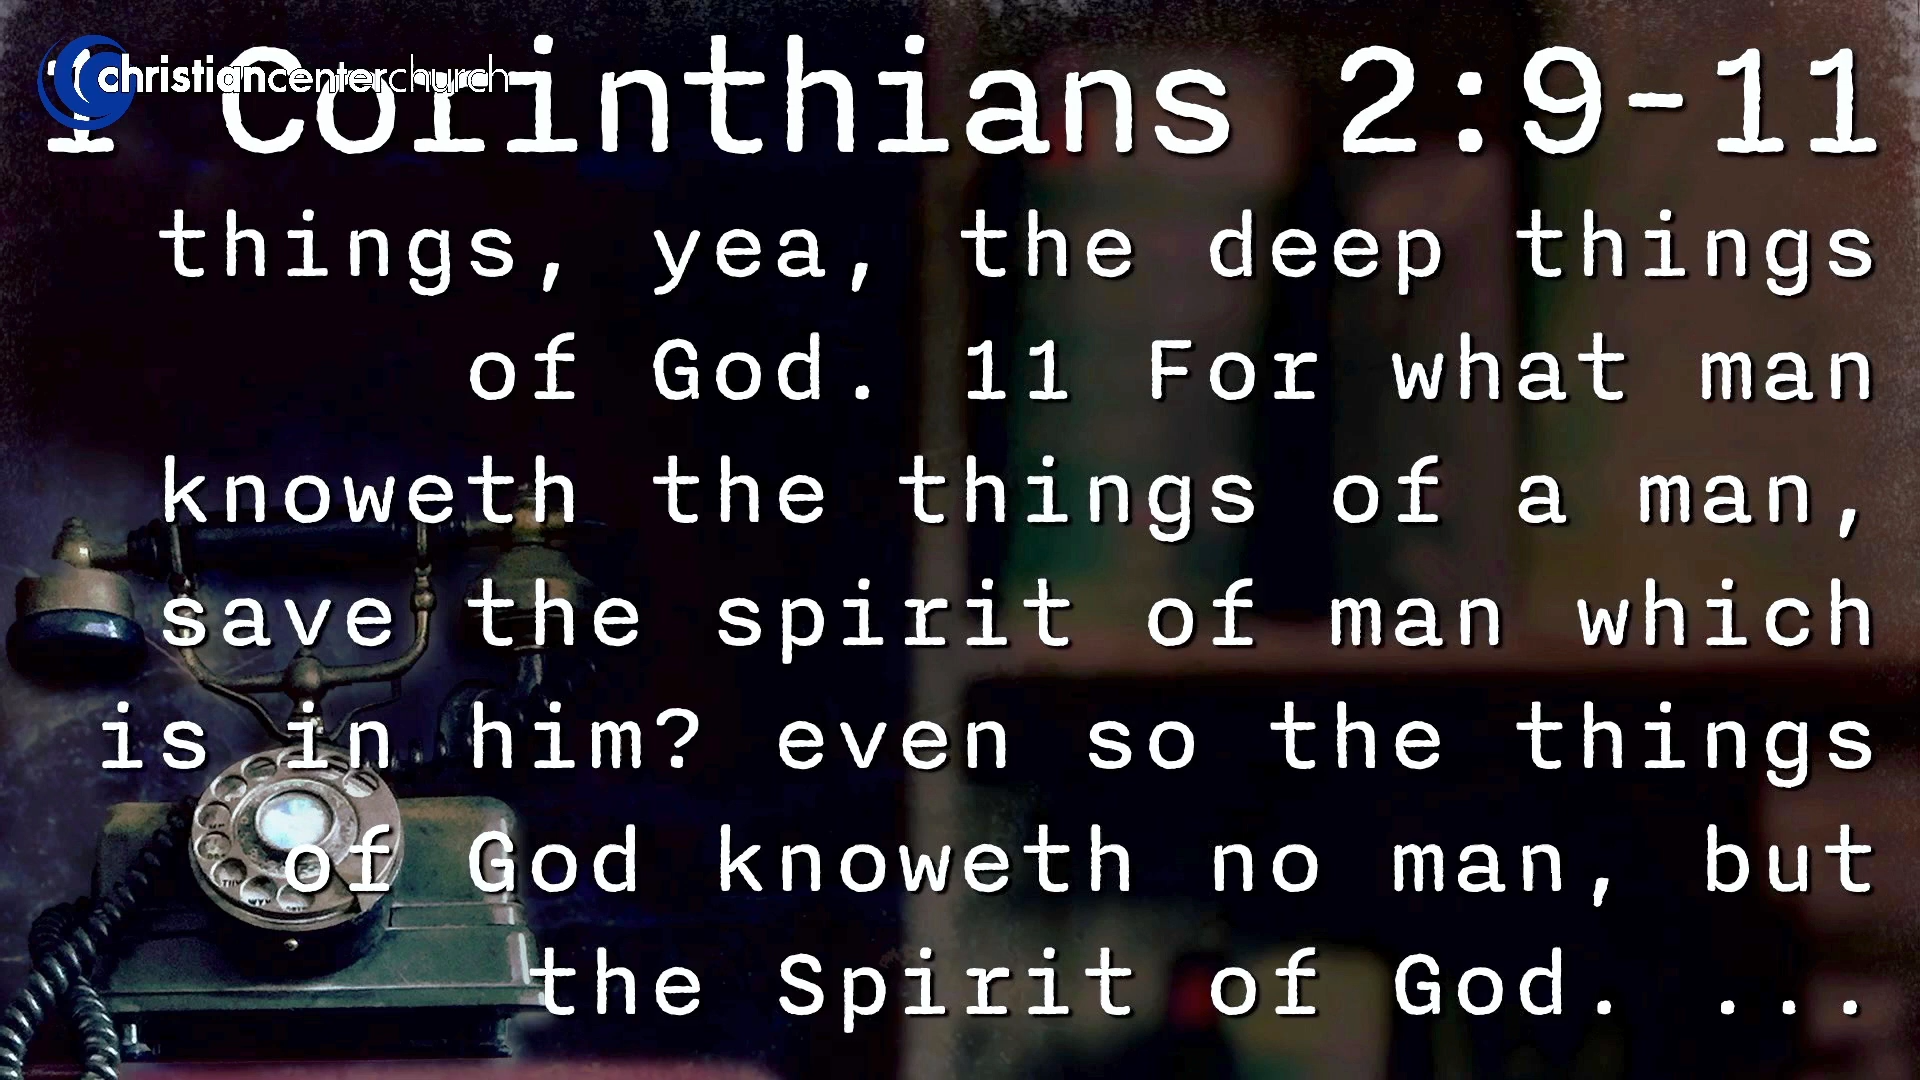 christiancenterchurch
1 Corinthians 2:9-11
things, yea, the deep things
of God. 11 For what man
knoweth the things of a man,
save the spirit of man which
is in him? even so the things
of God knoweth no man, but
the Spirit of God. ...